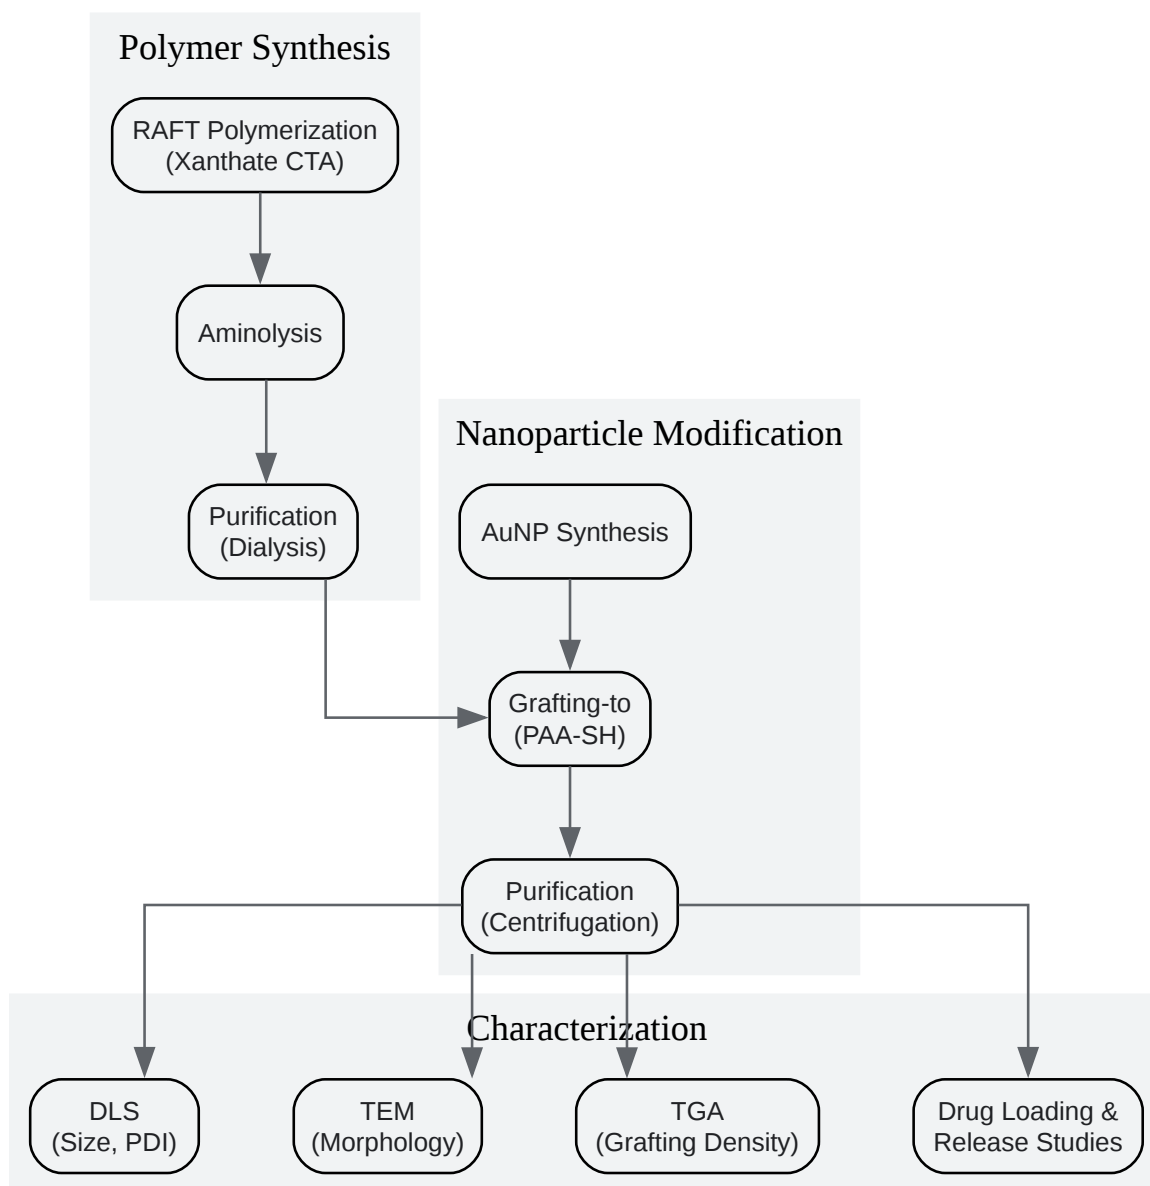 Polymer Synthesis
RAFT Polymerization
(Xanthate CTA)
Aminolysis
Purification
(Dialysis)
Nanoparticle Modification
AuNP Synthesis
Grafting-to
(PAA-SH)
Purification
(Centrifugation)
Characterization
DLS
(Size, PDI)
TEM
(Morphology)
TGA
(Grafting Density)
Drug Loading &
Release Studies